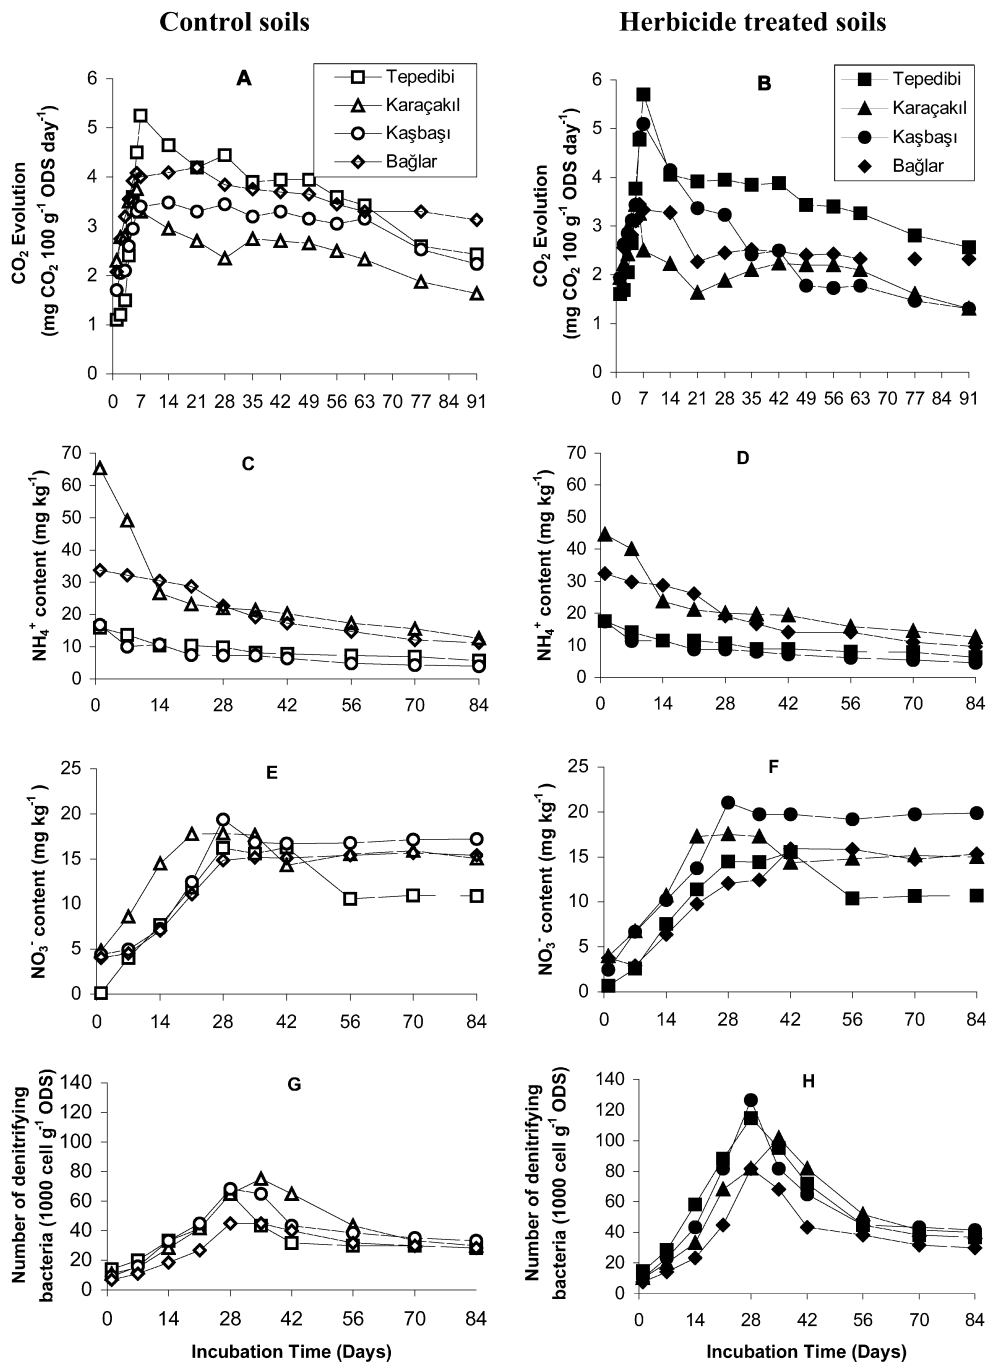 Control soils
Herbicide treated soils
A
Tepedibi
Karaçakıl
Kaşbaşı
Bağlar
CO2 Evolution
(mg CO2 100 g-1 ODS day-1)
6
5
4
3
2
1
0
0 7 14 21 28 35 42 49 56 63 70 77 84 91
B
Tepedibi
Karaçakıl
Kaşbaşı
Bağlar
CO2 Evolution
(mg CO2 100 g-1 ODS day-1)
6
5
4
3
2
1
0
0 7 14 21 28 35 42 49 56 63 70 77 84 91
C
NH4+ content (mg kg-1)
70
60
50
40
30
20
10
0
0 14 28 42 56 70 84
D
NH4+ content (mg kg-1)
70
60
50
40
30
20
10
0
0 14 28 42 56 70 84
E
NO3- content (mg kg-1)
25
20
15
10
5
0
0 14 28 42 56 70 84
F
NO3- content (mg kg-1)
25
20
15
10
5
0
0 14 28 42 56 70 84
G
Number of denitrifying
bacteria (1000 cell g-1 ODS)
140
120
100
80
60
40
20
0
0 14 28 42 56 70 84
Incubation Time (Days)
H
Number of denitrifying
bacteria (1000 cell g-1 ODS)
140
120
100
80
60
40
20
0
0 14 28 42 56 70 84
Incubation Time (Days)